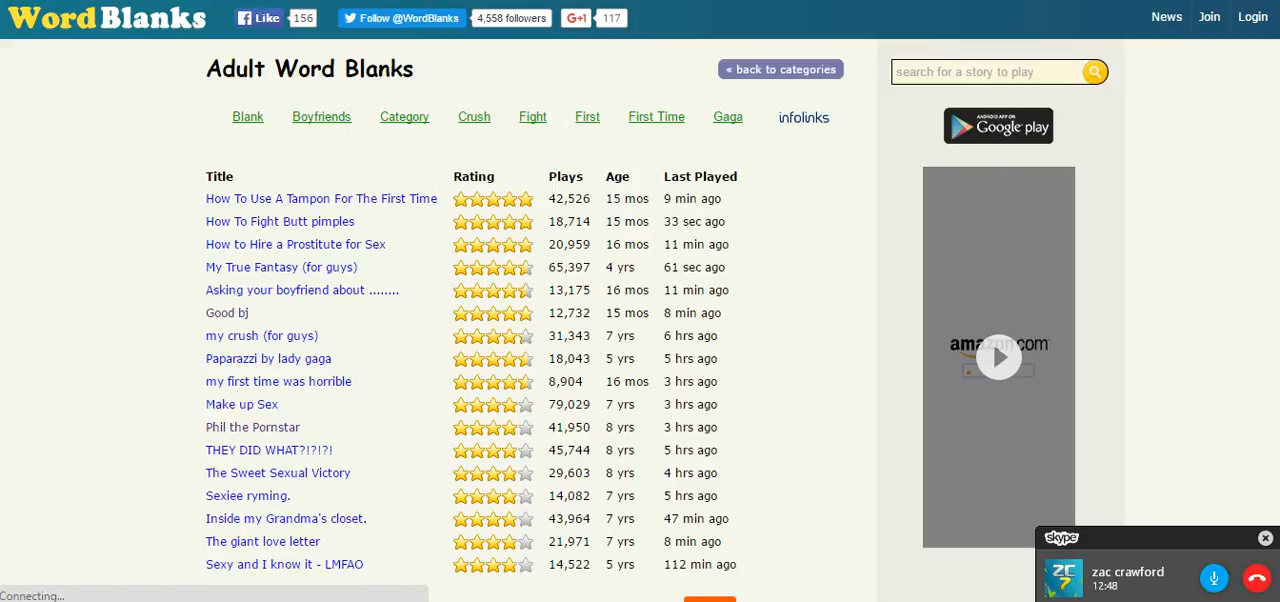 WordBlanks Like 156 Follow @WordBlanks 4,558 followers G+1 117 News Join Login
Adult Word Blanks « back to categories search for a story to play
Blank Boyfriends Category Crush Fight First First Time Gaga infolinks
ANDROID APP ON Google play
Title Rating Plays Age Last Played
How To Use A Tampon For The First Time 42,526 15 mos 9 min ago
How To Fight Butt pimples 18,714 15 mos 33 sec ago
How to Hire a Prostitute for Sex 20,959 16 mos 11 min ago
My True Fantasy (for guys) 65,397 4 yrs 61 sec ago
Asking your boyfriend about ........ 13,175 16 mos 11 min ago
Good bj 12,732 15 mos 8 min ago
my crush (for guys) 31,343 7 yrs 6 hrs ago
Paparazzi by lady gaga 18,043 5 yrs 5 hrs ago
my first time was horrible 8,904 16 mos 3 hrs ago
Make up Sex 79,029 7 yrs 3 hrs ago
Phil the Pornstar 41,950 8 yrs 3 hrs ago
THEY DID WHAT?!?!?! 45,744 8 yrs 5 hrs ago
The Sweet Sexual Victory 29,603 8 yrs 4 hrs ago
Sexiee ryming. 14,082 7 yrs 5 hrs ago
Inside my Grandma's closet. 43,964 7 yrs 47 min ago
The giant love letter 21,971 7 yrs 8 min ago
Sexy and I know it - LMFAO 14,522 5 yrs 112 min ago
amazon.com
skype
ZC7 zac crawford
12:48
Connecting...